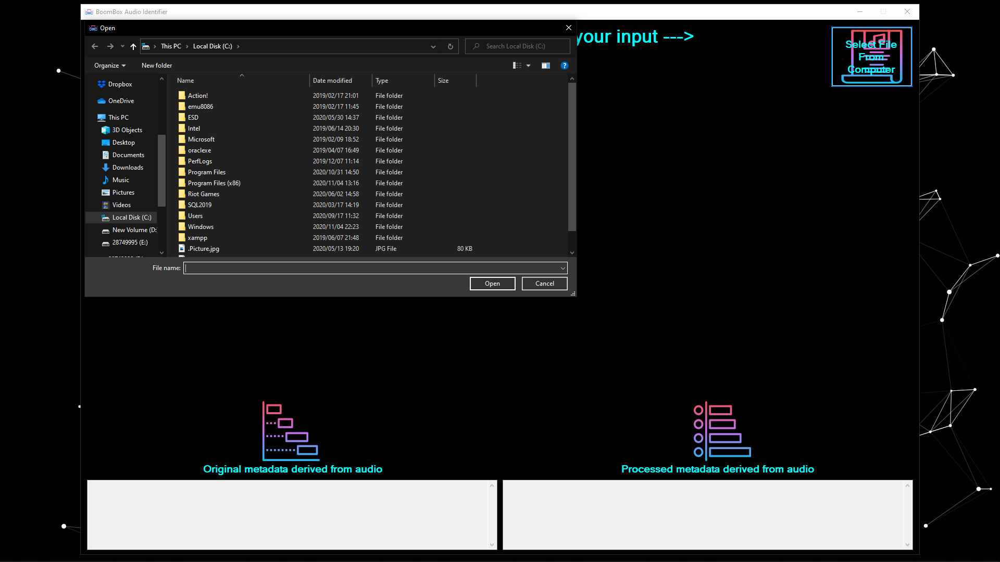 BoomBox Audio Identifier
Open
your input --->
Select File
From
Computer
This PC
Local Disk (C:)
Search Local Disk (C:)
Organize
New folder
Name
Date modified
Type
Size
Dropbox
OneDrive
This PC
3D Objects
Desktop
Documents
Downloads
Music
Pictures
Videos
Local Disk (C:)
New Volume (D:)
28749995 (E:)
Action! 2019/02/17 21:01 File folder
emu8086 2019/02/17 11:45 File folder
ESD 2020/05/30 14:37 File folder
Intel 2019/06/14 20:30 File folder
Microsoft 2019/02/09 18:52 File folder
oraclexe 2019/04/07 16:49 File folder
PerfLogs 2019/12/07 11:14 File folder
Program Files 2020/10/31 14:50 File folder
Program Files (x86) 2020/11/04 13:16 File folder
Riot Games 2020/06/02 14:58 File folder
SQL2019 2020/03/17 14:19 File folder
Users 2020/09/17 11:32 File folder
Windows 2020/11/04 22:23 File folder
xampp 2019/06/07 21:48 File folder
.Picture.jpg 2020/05/13 19:20 JPG File 80 KB
File name:
Open
Cancel
Original metadata derived from audio
Processed metadata derived from audio